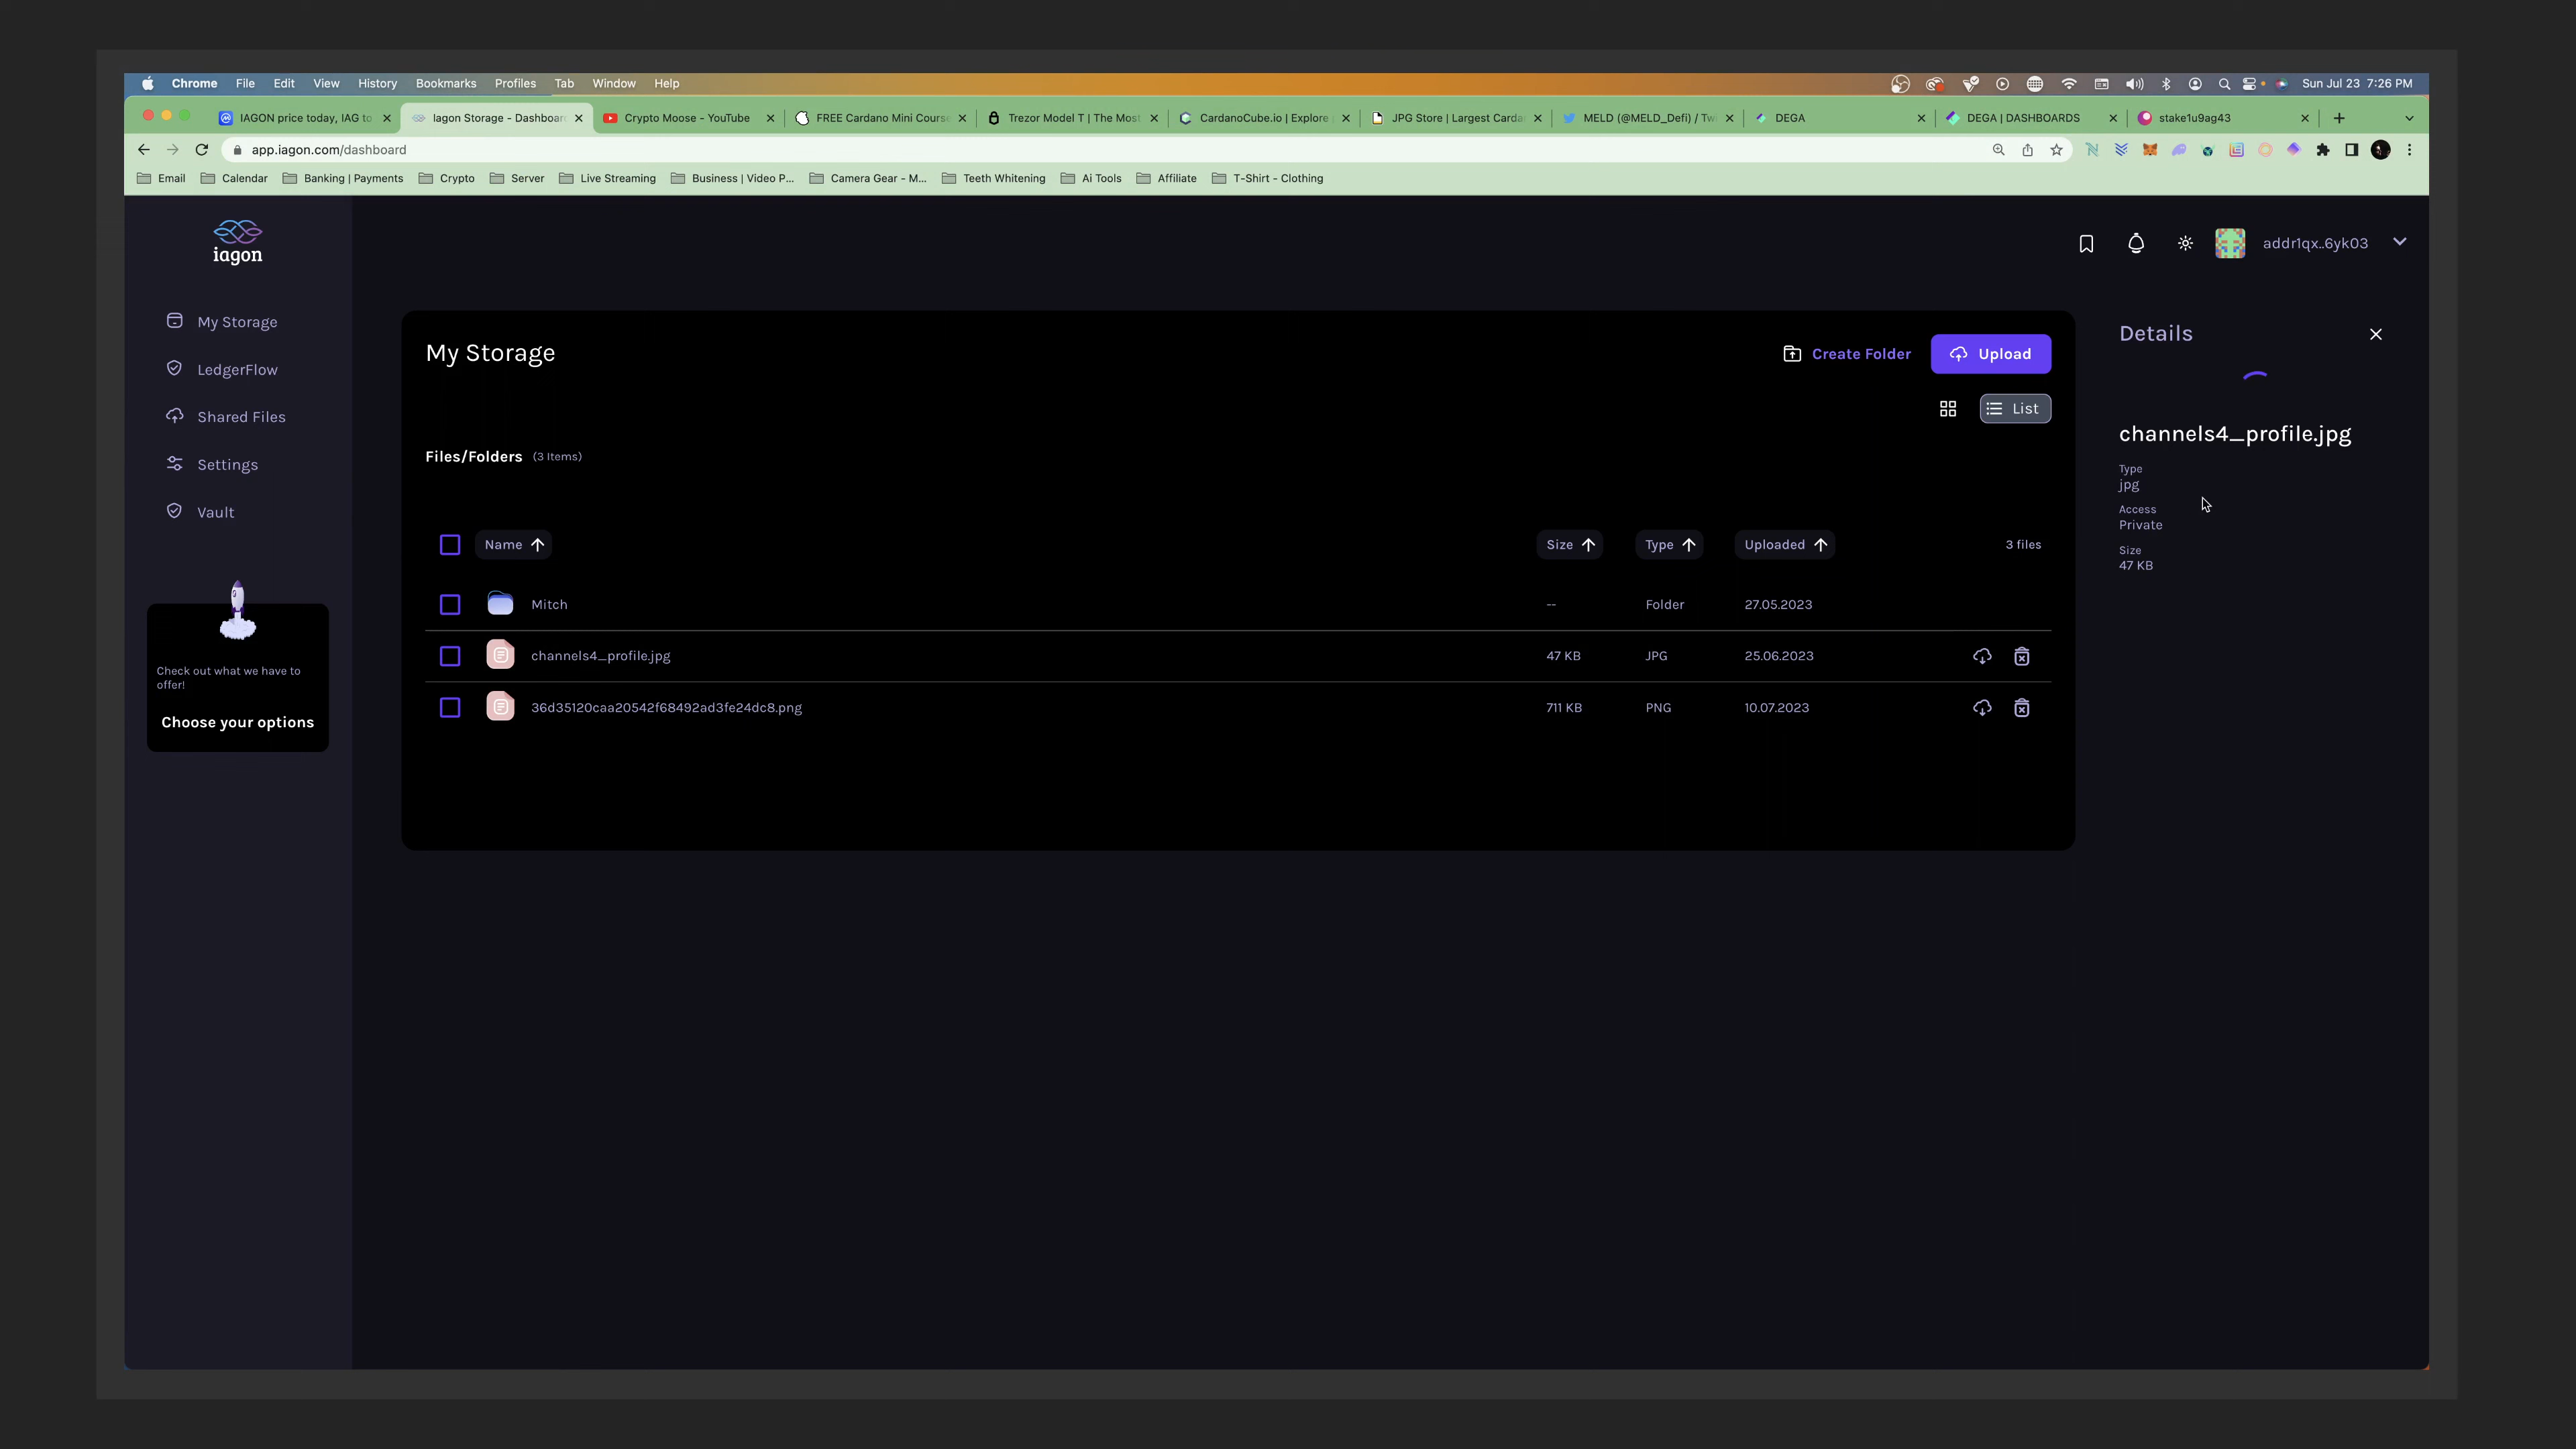 Chrome File Edit View History Bookmarks Profiles Tab Window Help Sun Jul 23 7:26 PM
IAGON price today, IAG to Iagon Storage - Dashboard Crypto Moose - YouTube FREE Cardano Mini Cours Trezor Model T | The Most CardanoCube.io | Explore JPG Store | Largest Carda MELD (@MELD_Defi) / Twi DEGA DEGA | DASHBOARDS stake1u9ag43
app.iagon.com/dashboard
Email Calendar Banking | Payments Crypto Server Live Streaming Business | Video P... Camera Gear - M... Teeth Whitening Ai Tools Affiliate T-Shirt - Clothing
iagon
addr1qx..6yk03
My Storage
LedgerFlow
Shared Files
Settings
Vault
Check out what we have to
offer!
Choose your options
My Storage
Create Folder Upload
List
Files/Folders (3 Items)
Name Size Type Uploaded 3 files
Mitch -- Folder 27.05.2023
channels4_profile.jpg 47 KB JPG 25.06.2023
36d35120caa20542f68492ad3fe24dc8.png 711 KB PNG 10.07.2023
Details
channels4_profile.jpg
Type
jpg
Access
Private
Size
47 KB